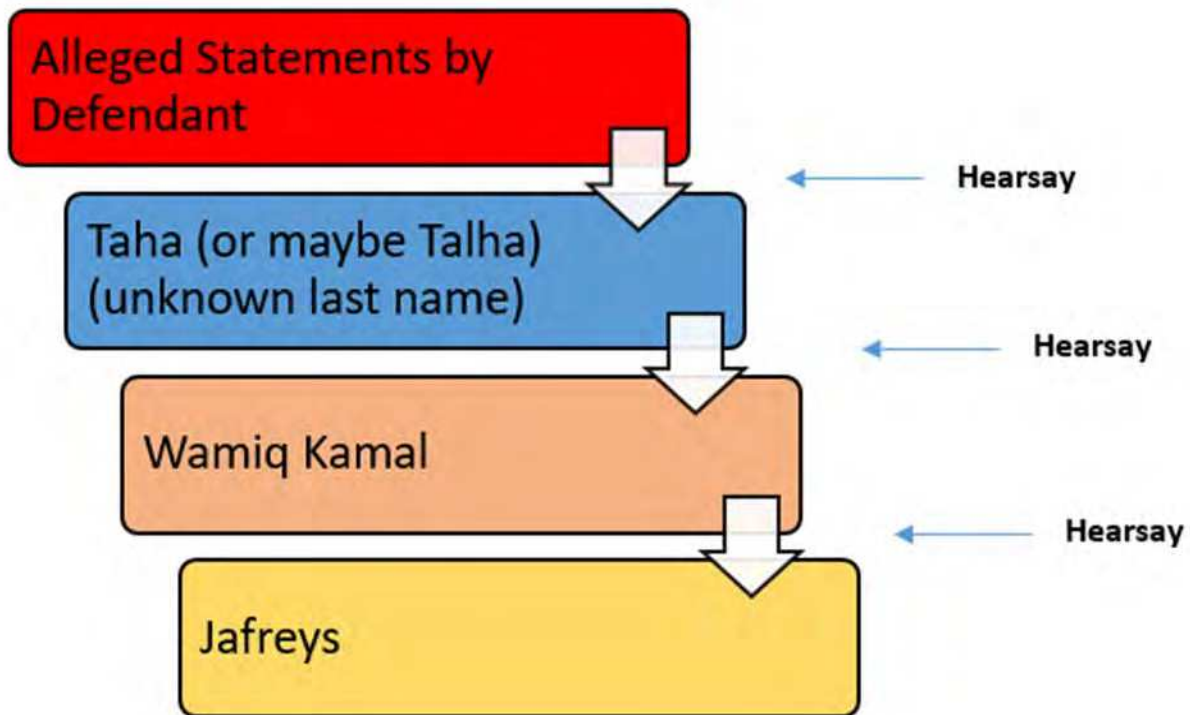 Alleged Statements by
Defendant
Hearsay
Taha (or maybe Talha)
(unknown last name)
Hearsay
Wamiq Kamal
Hearsay
Jafreys